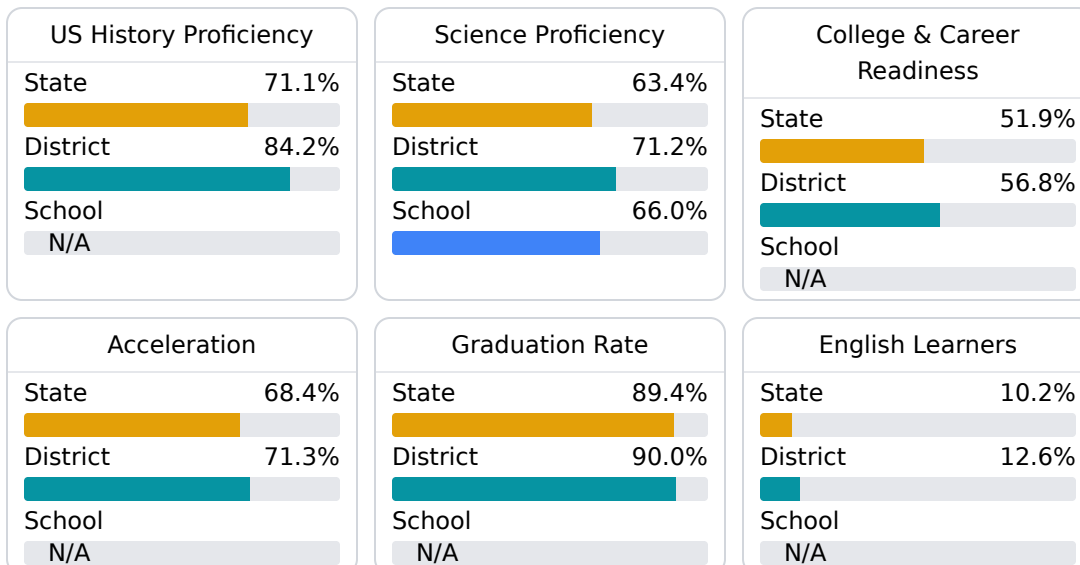 US History Proficiency
State 71.1%
District 84.2%
School
N/A
Science Proficiency
State 63.4%
District 71.2%
School 66.0%
College & Career
Readiness
State 51.9%
District 56.8%
School
N/A
Acceleration
State 68.4%
District 71.3%
School
N/A
Graduation Rate
State 89.4%
District 90.0%
School
N/A
English Learners
State 10.2%
District 12.6%
School
N/A